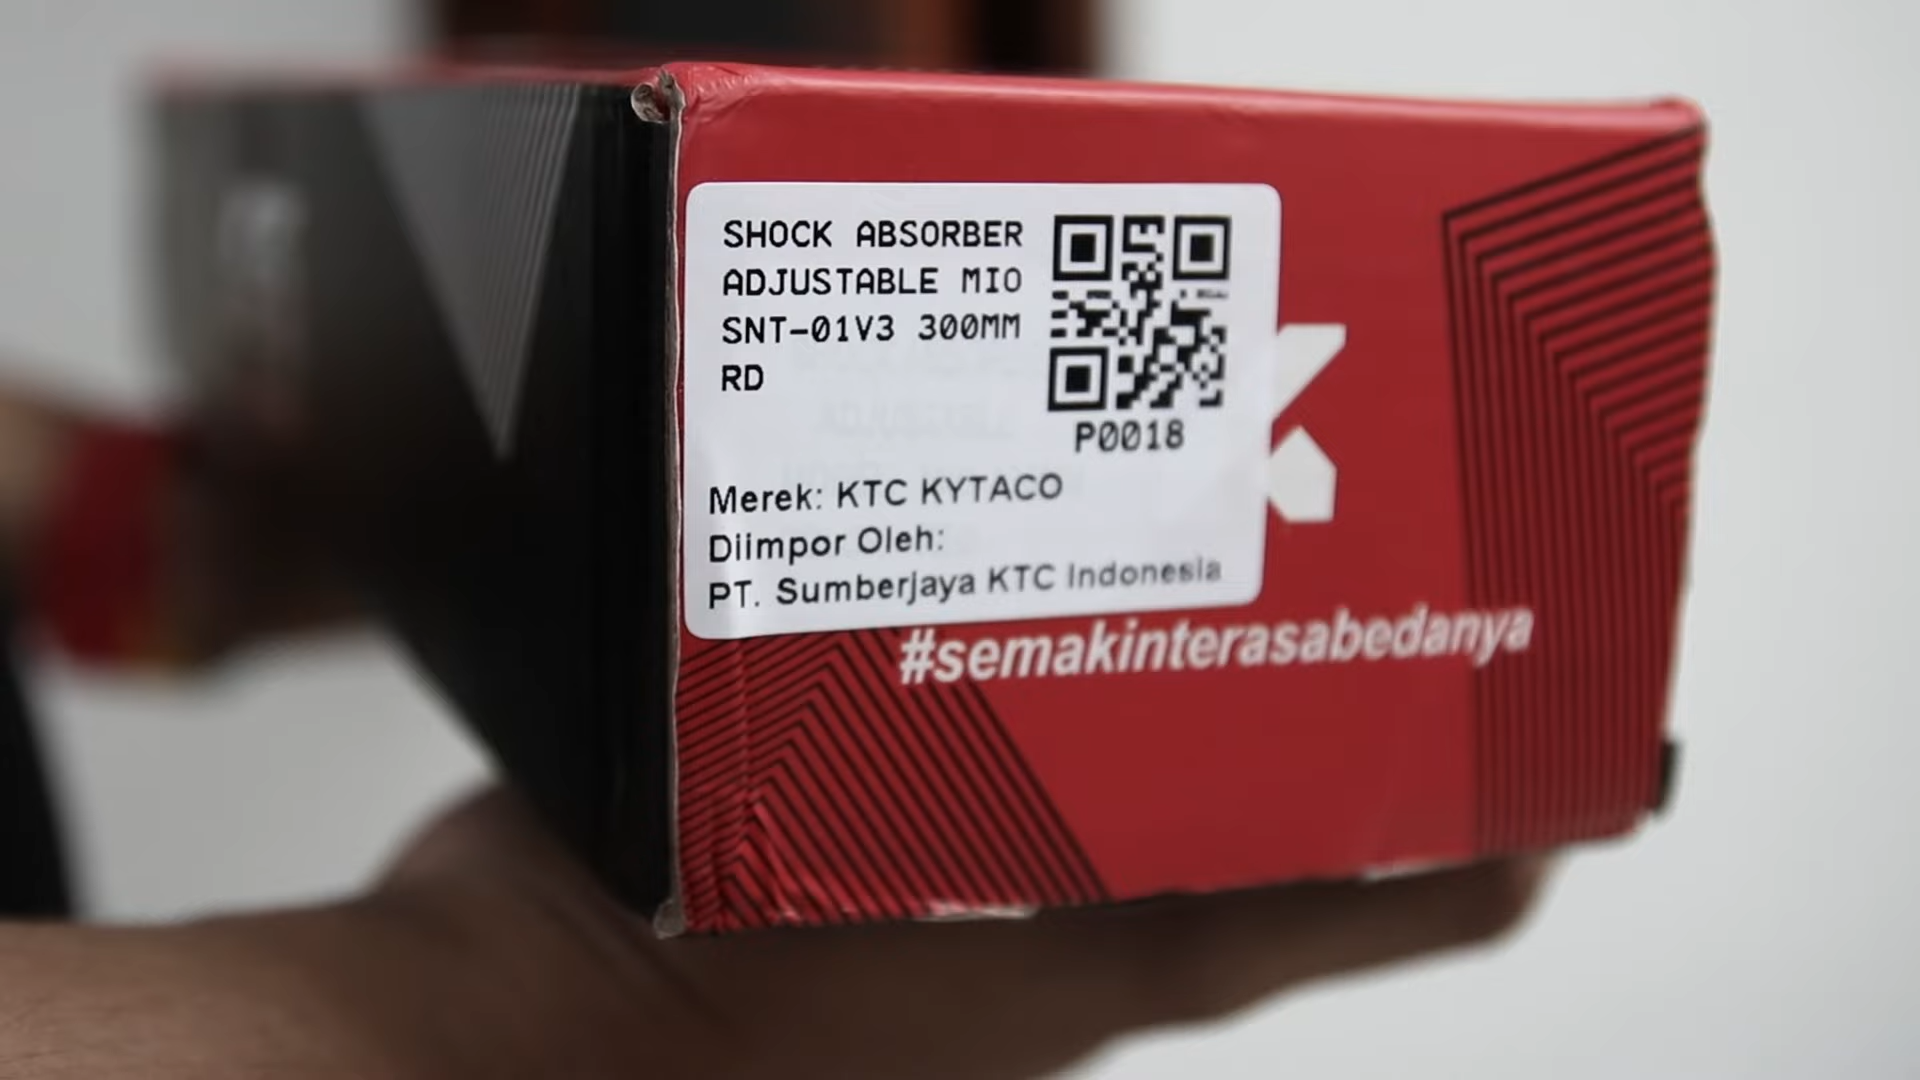 SHOCK ABSORBER
ADJUSTABLE MIO
SNT-01V3 300MM
RD
P0018
Merek: KTC KYTACO
Diimpor Oleh:
PT. Sumberjaya KTC Indonesia
#semakinterasabedanya